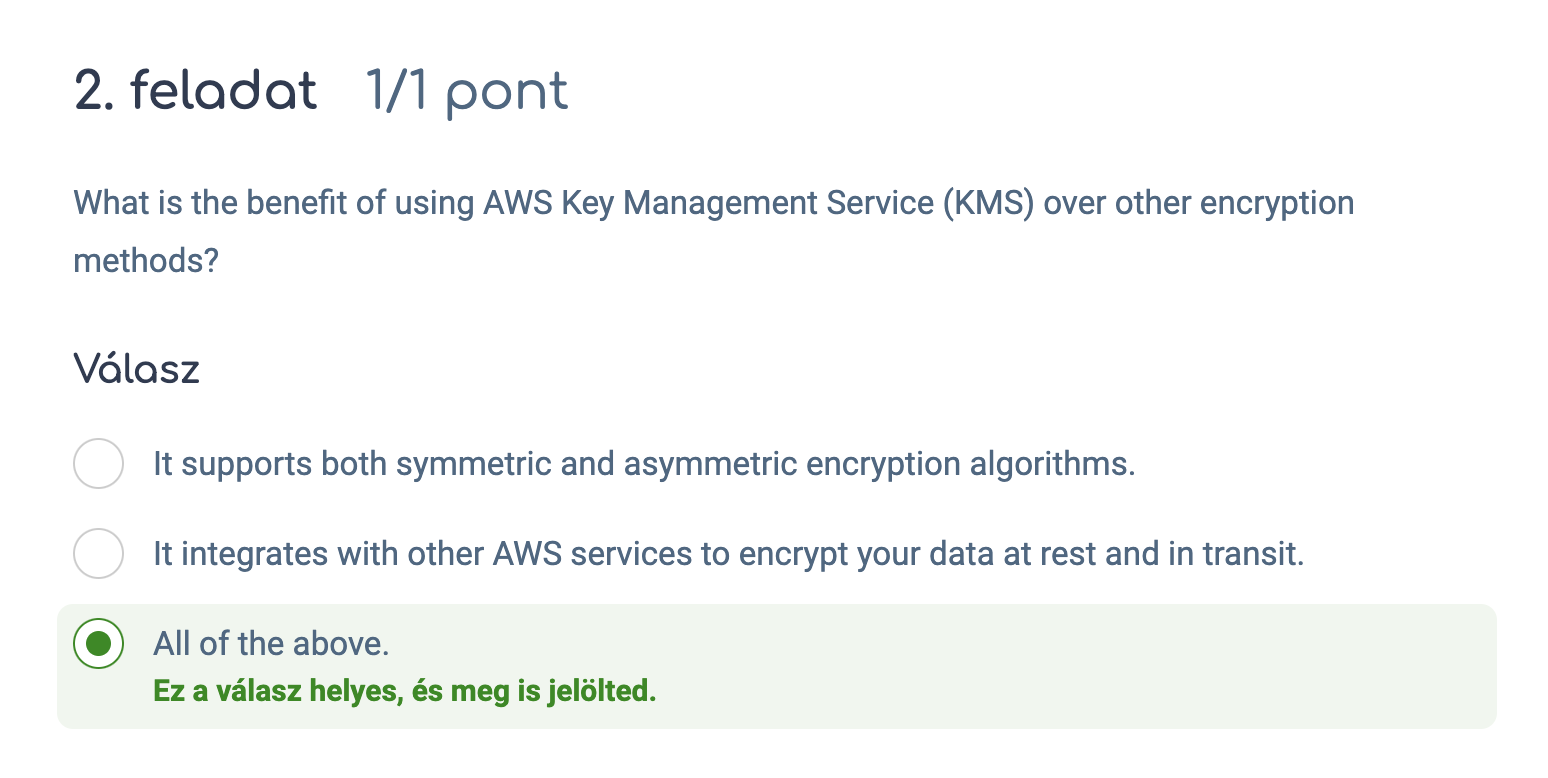 2. feladat 1/1 pont
What is the benefit of using AWS Key Management Service (KMS) over other encryption
methods?
Válasz
It supports both symmetric and asymmetric encryption algorithms.
It integrates with other AWS services to encrypt your data at rest and in transit.
All of the above.
Ez a válasz helyes, és meg is jelölted.